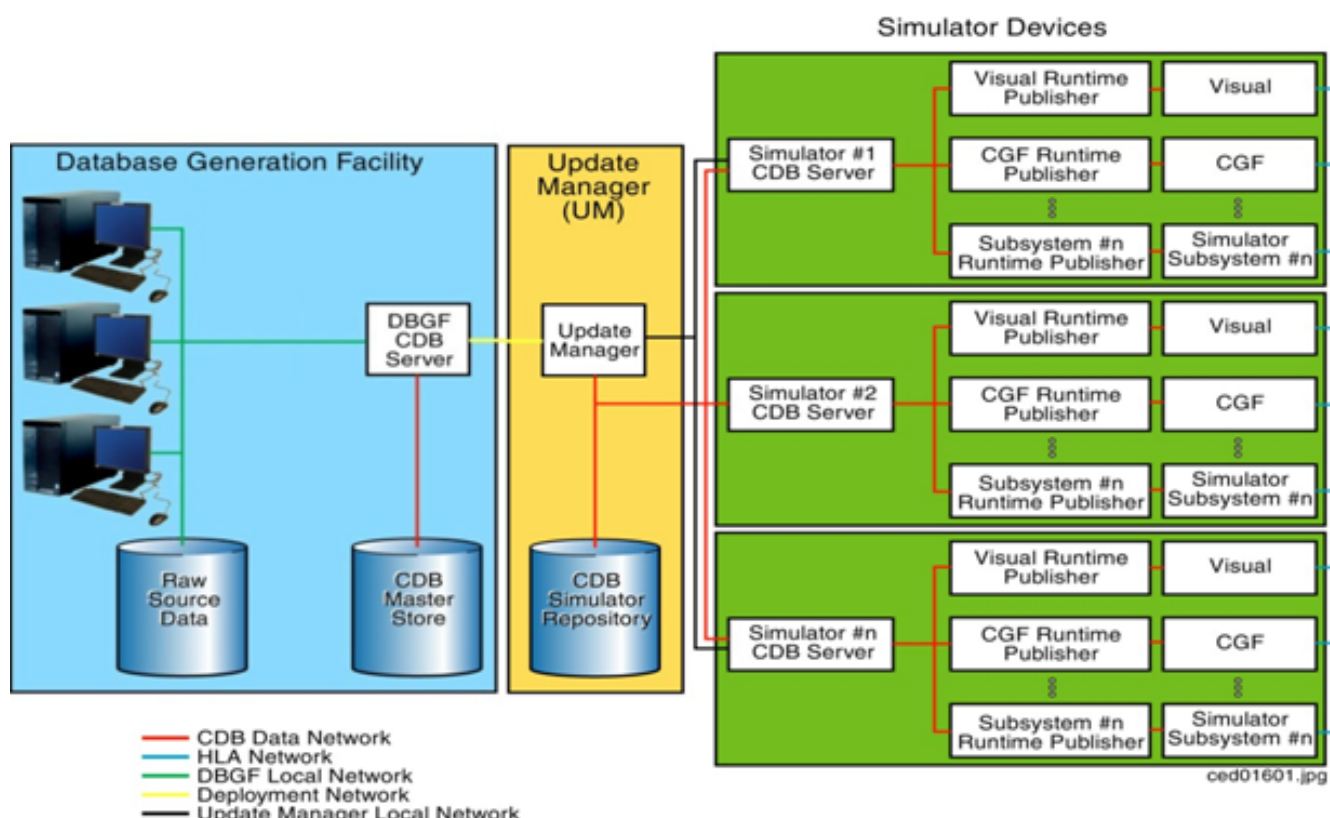 Simulator Devices
Database Generation Facility
Update
Manager
(UM)
DBGF
CDB
Server
Update
Manager
Raw
Source
Data
CDB
Master
Store
CDB
Simulator
Repository
Simulator #1
CDB Server
Visual Runtime
Publisher
Visual
CGF Runtime
Publisher
CGF
Subsystem #n
Runtime Publisher
Simulator
Subsystem #n
Simulator #2
CDB Server
Visual Runtime
Publisher
Visual
CGF Runtime
Publisher
CGF
Subsystem #n
Runtime Publisher
Simulator
Subsystem #n
Simulator #n
CDB Server
Visual Runtime
Publisher
Visual
CGF Runtime
Publisher
CGF
Subsystem #n
Runtime Publisher
Simulator
Subsystem #n
ced01601.jpg
CDB Data Network
HLA Network
DBGF Local Network
Deployment Network
Update Manager Local Network